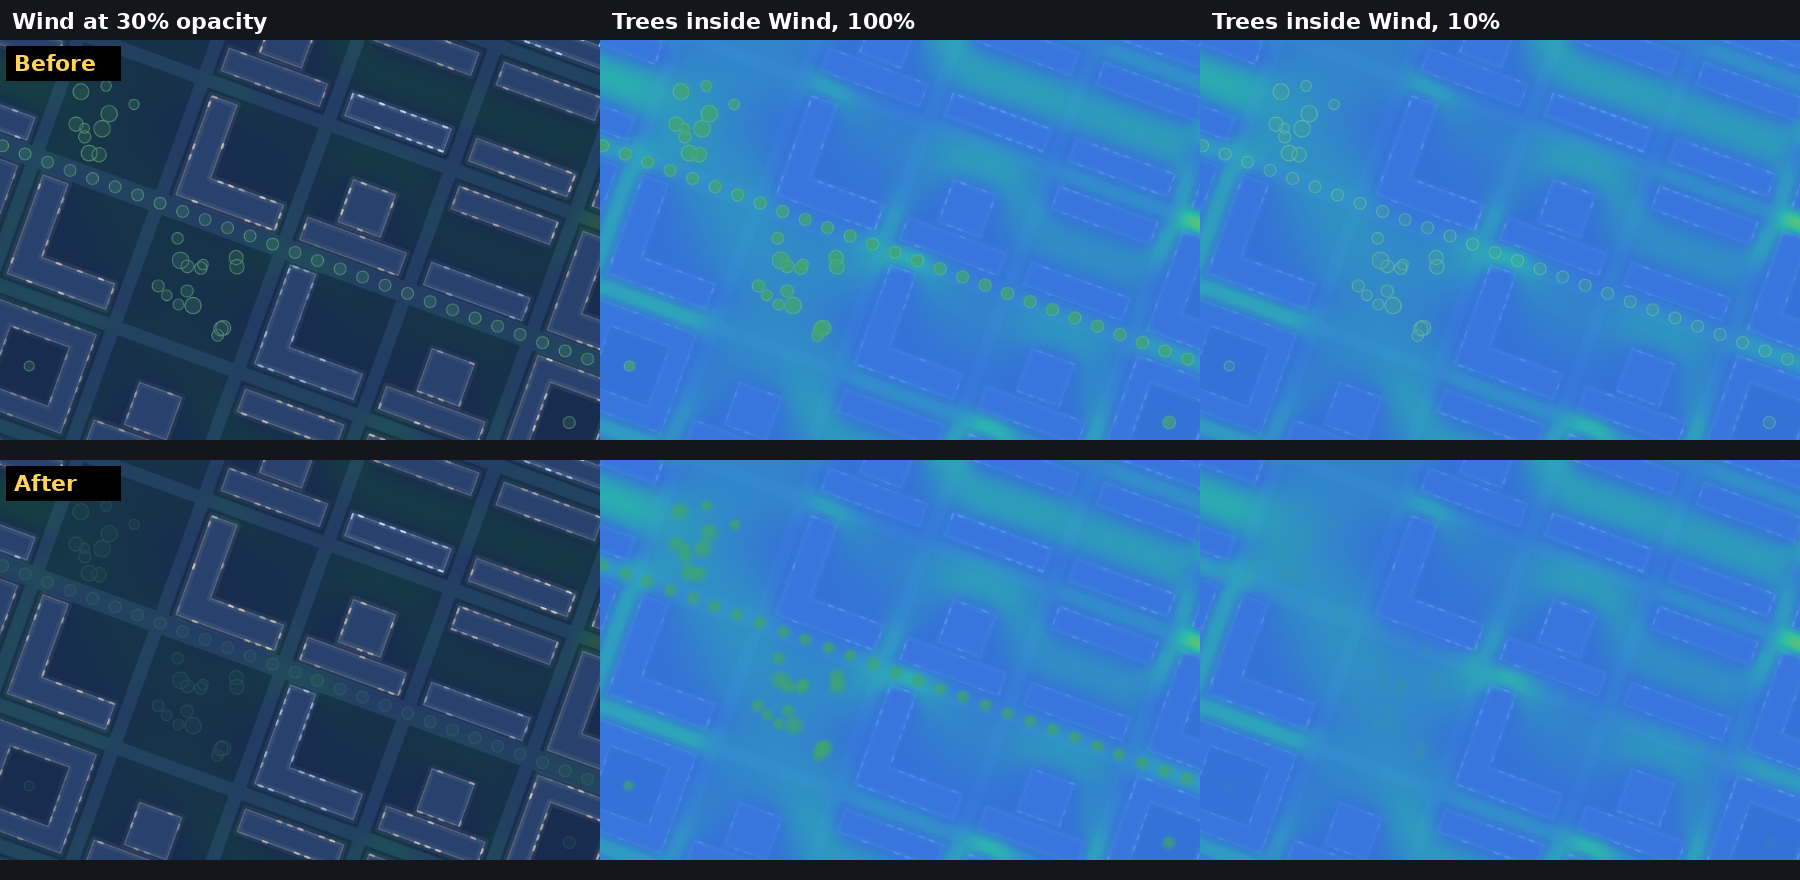 Wind at 30% opacity
Trees inside Wind, 100%
Trees inside Wind, 10%
Before
After